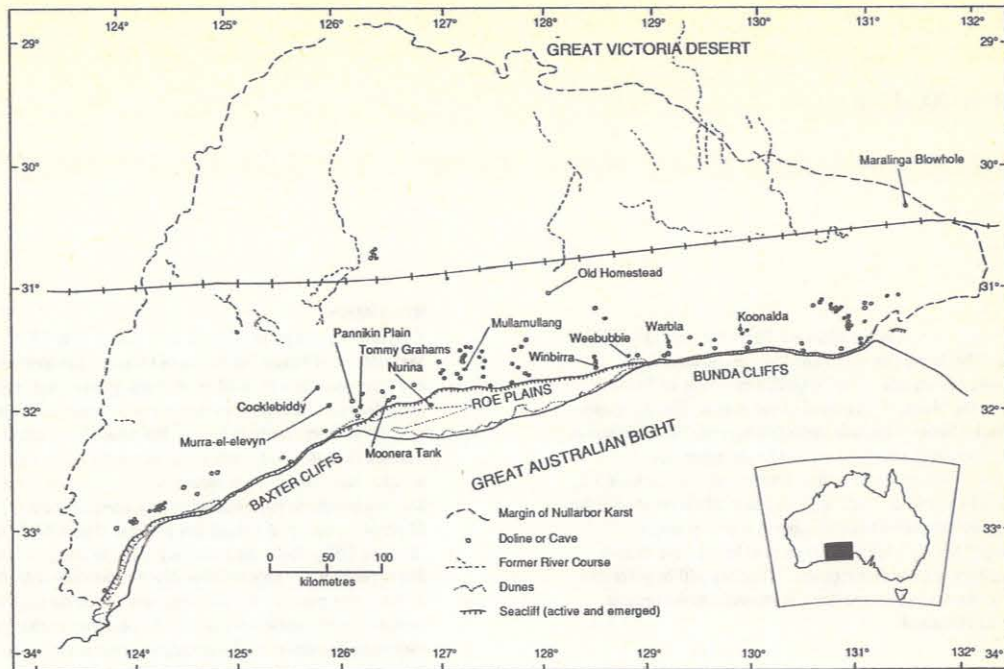 124° 125° 126° 127° 128° 129° 130° 131° 132°
29° 29°
GREAT VICTORIA DESERT
30° 30°
Maralinga Blowhole
31° 31°
Old Homestead
Pannikin Plain
Mullamullang
Koonalda
Warbla
Tommy Grahams
Weebubbie
Nurina
Winbirra
BUNDA CLIFFS
ROE PLAINS
Cocklebiddy
32° 32°
Murra-el-elevyn
Moonera Tank
GREAT AUSTRALIAN BIGHT
BAXTER CLIFFS
Margin of Nullarbor Karst
33° 33°
Doline or Cave
0 50 100
Former River Course
kilometres
Dunes
Seacliff (active and emerged)
34° 124° 125° 126° 127° 128° 129° 130° 131° 132° 34°